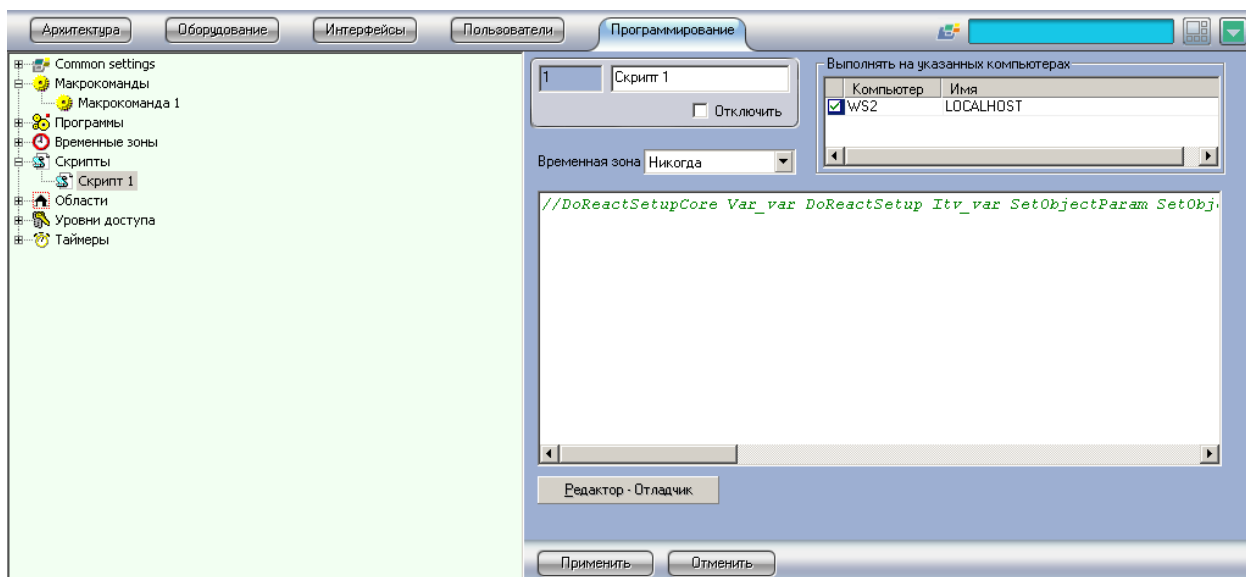 Архитектура Оборудование Интерфейсы Пользователи Программирование
Common settings
Макрокоманды
Макрокоманда 1
Программы
Временные зоны
Скрипты
Скрипт 1
Области
Уровни доступа
Таймеры
1 Скрипт 1
Отключить
Временная зона Никогда
Выполнять на указанных компьютерах
Компьютер Имя
WS2 LOCALHOST
//DoReactSetupCore Var_var DoReactSetup Itv_var SetObjectParam SetObj
Редактор - Отладчик
Применить Отменить